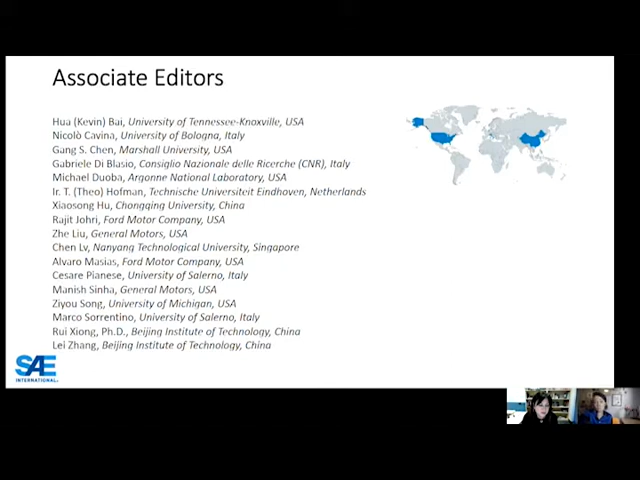 Associate Editors
Hua (Kevin) Bai, University of Tennessee-Knoxville, USA
Nicolò Cavina, University of Bologna, Italy
Gang S. Chen, Marshall University, USA
Gabriele Di Blasio, Consiglio Nazionale delle Ricerche (CNR), Italy
Michael Duoba, Argonne National Laboratory, USA
Ir. T. (Theo) Hofman, Technische Universiteit Eindhoven, Netherlands
Xiaosong Hu, Chongqing University, China
Rajit Johri, Ford Motor Company, USA
Zhe Liu, General Motors, USA
Chen Lv, Nanyang Technological University, Singapore
Alvaro Masias, Ford Motor Company, USA
Cesare Pianese, University of Salerno, Italy
Manish Sinha, General Motors, USA
Ziyou Song, University of Michigan, USA
Marco Sorrentino, University of Salerno, Italy
Rui Xiong, Ph.D., Beijing Institute of Technology, China
Lei Zhang, Beijing Institute of Technology, China
SAE
INTERNATIONAL